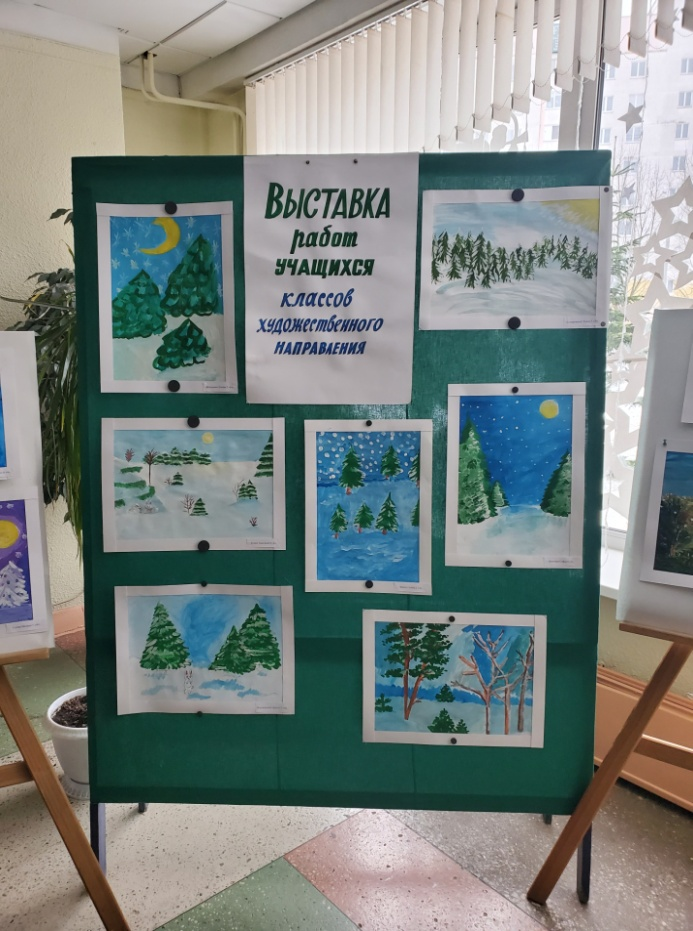 Выставка
работ
учащихся
классов
художественного
направления